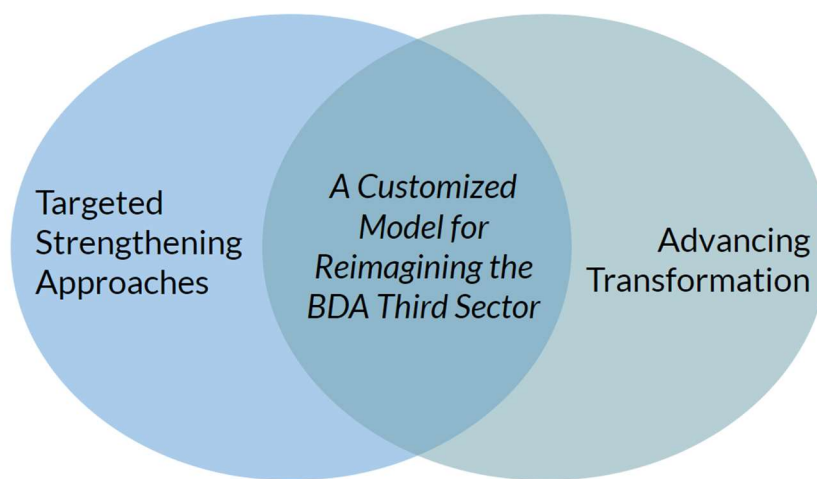 Targeted
Strengthening
Approaches
A Customized
Model for
Reimagining the
BDA Third Sector
Advancing
Transformation